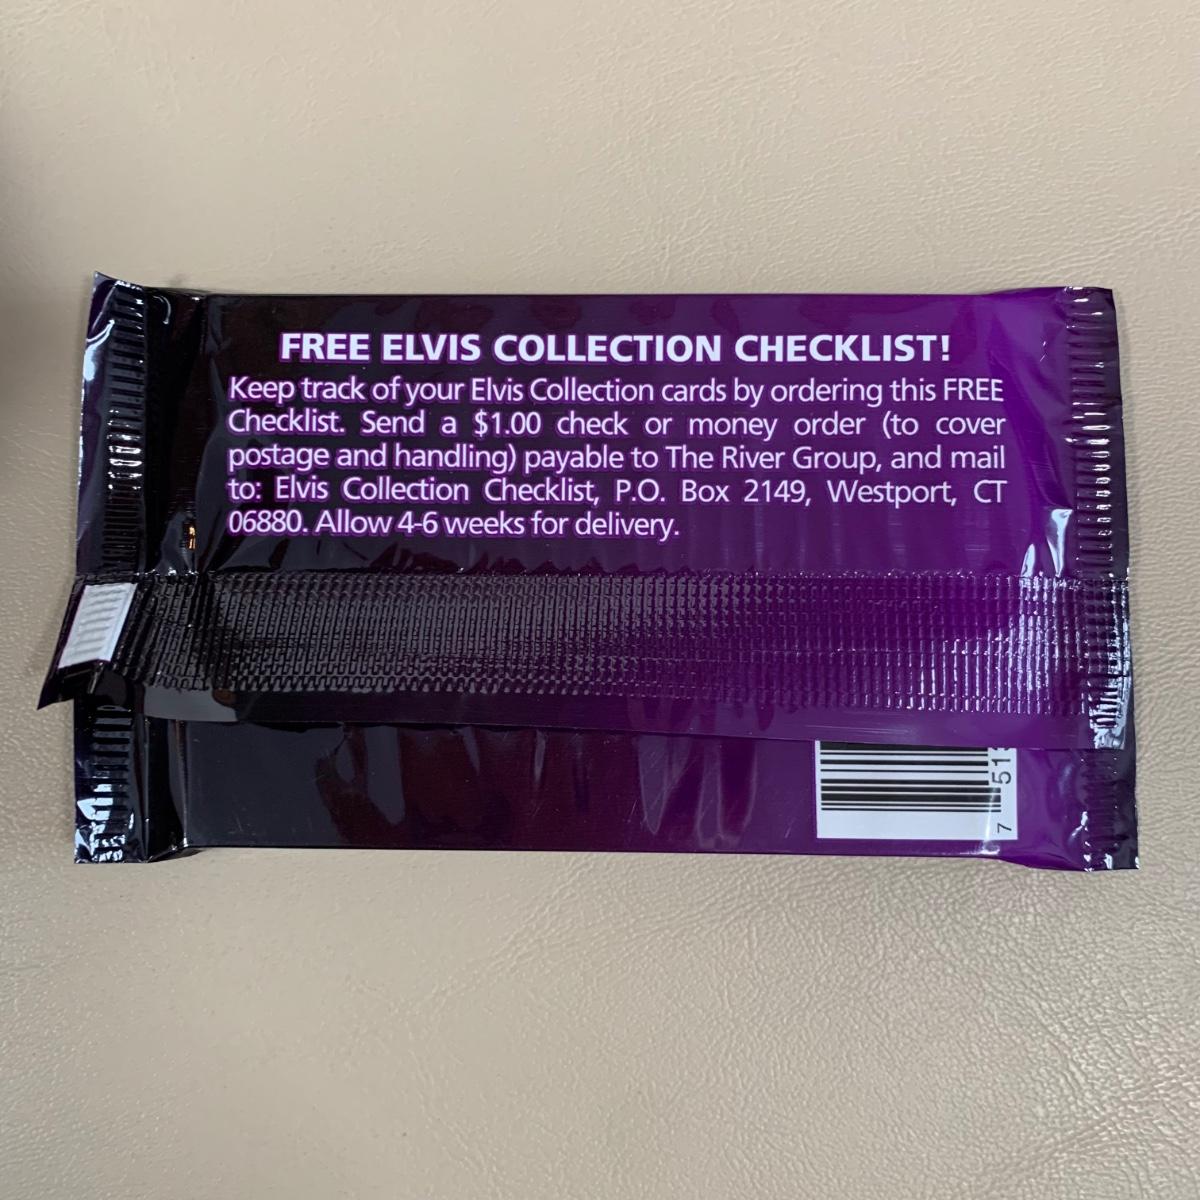 FREE ELVIS COLLECTION CHECKLIST!
Keep track of your Elvis Collection cards by ordering this FREE
Checklist. Send a $1.00 check or money order (to cover
postage and handling) payable to The River Group, and mail
to: Elvis Collection Checklist, P.O. Box 2149, Westport, CT
06880. Allow 4-6 weeks for delivery.
7 51